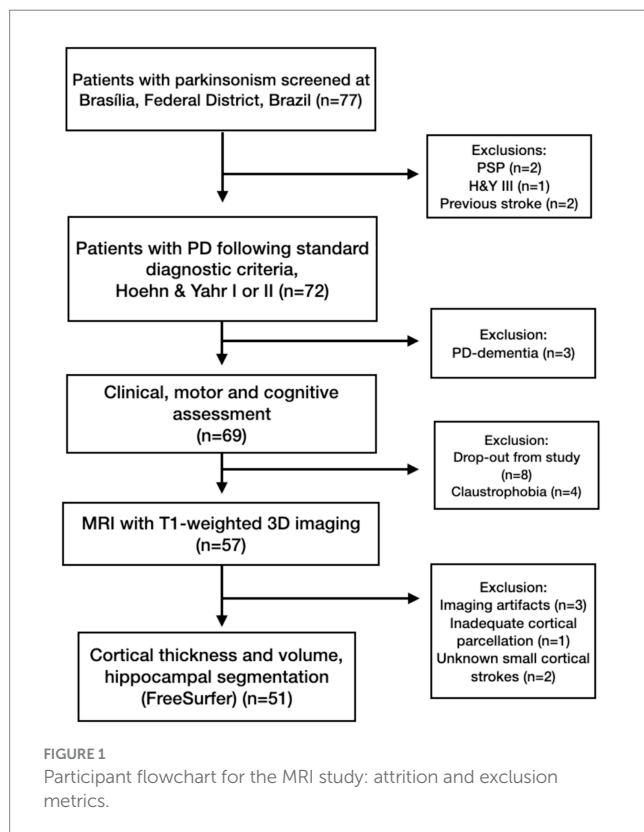 Patients with parkinsonism screened at
Brasília, Federal District, Brazil (n=77)
Exclusions:
PSP (n=2)
H&Y III (n=1)
Previous stroke (n=2)
Patients with PD following standard
diagnostic criteria,
Hoehn & Yahr I or II (n=72)
Exclusion:
PD-dementia (n=3)
Clinical, motor and cognitive
assessment
(n=69)
Exclusion:
Drop-out from study
(n=8)
Claustrophobia (n=4)
MRI with T1-weighted 3D imaging
(n=57)
Exclusion:
Imaging artifacts (n=3)
Inadequate cortical
parcellation (n=1)
Unknown small cortical
strokes (n=2)
Cortical thickness and volume,
hippocampal segmentation
(FreeSurfer) (n=51)
FIGURE 1
Participant flowchart for the MRI study: attrition and exclusion
metrics.